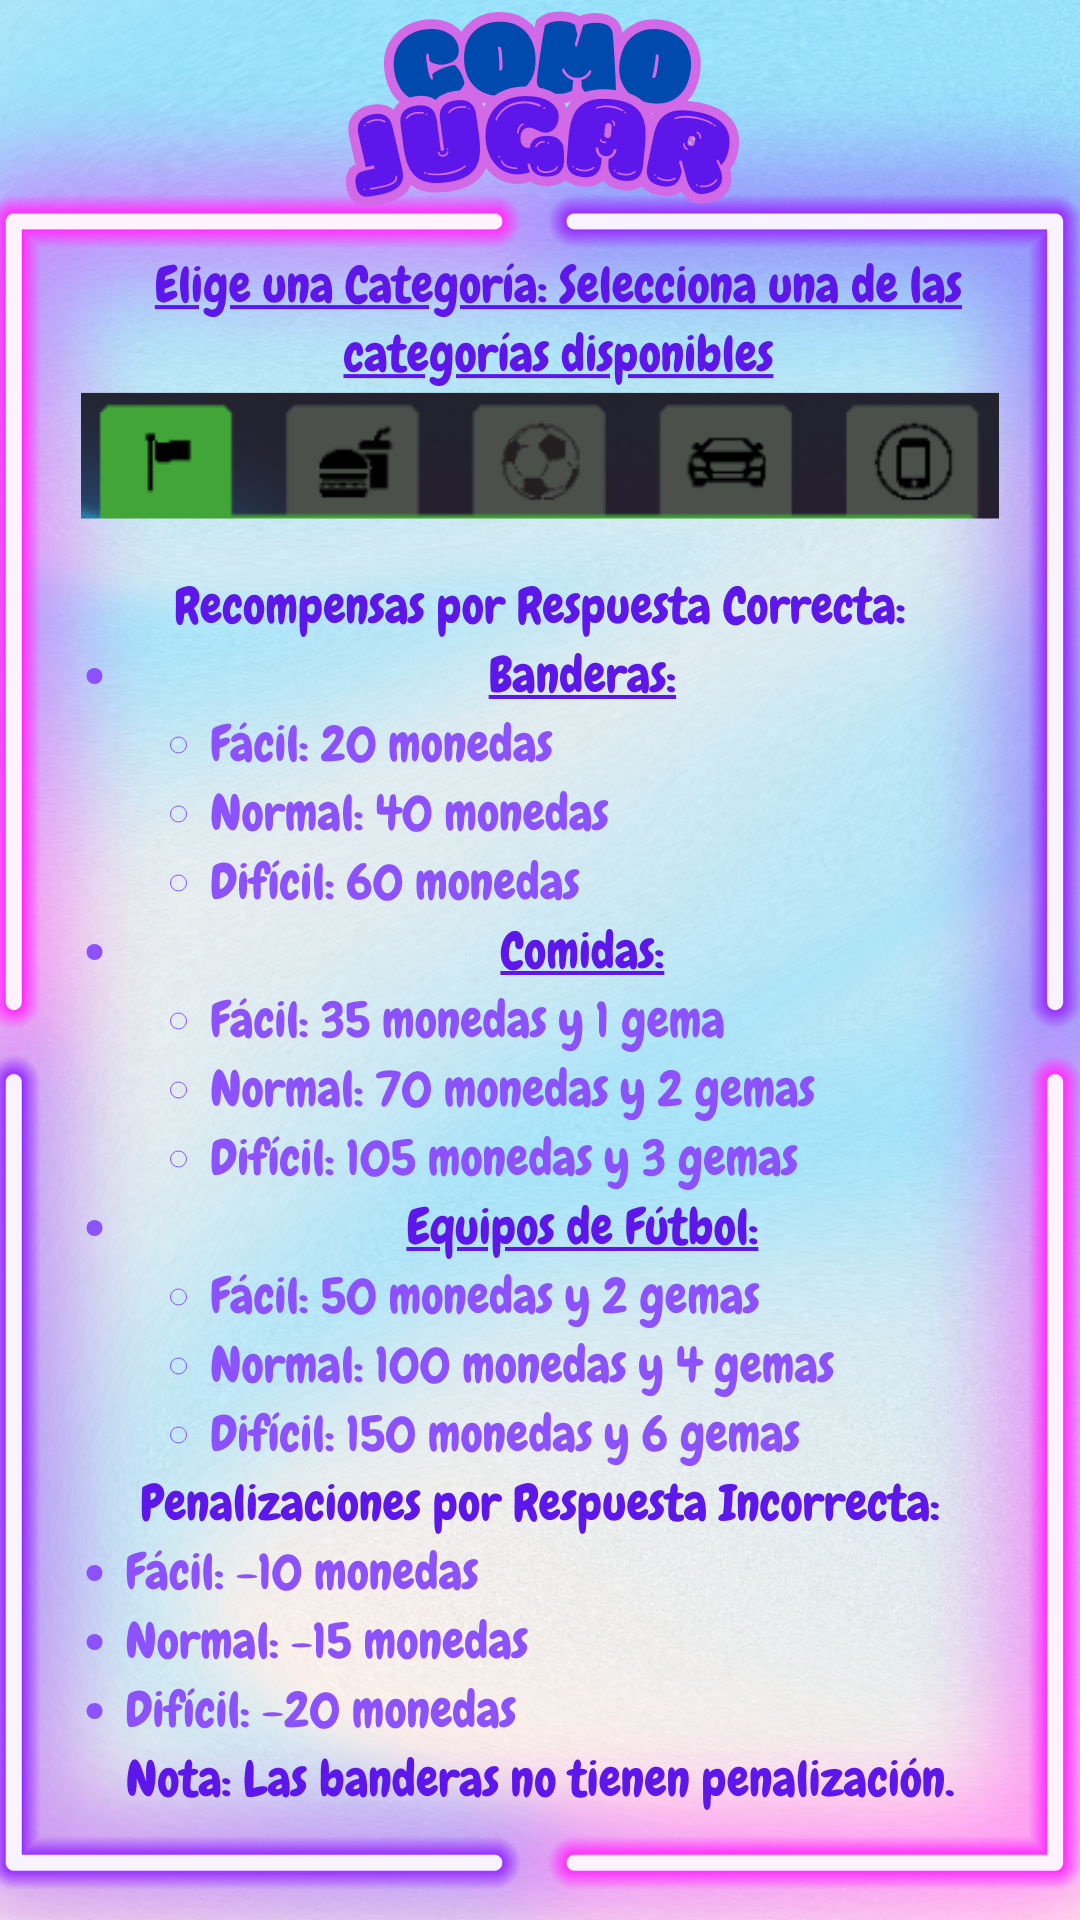 COMO
JUGAR
Elige una Categoría: Selecciona una de las
categorías disponibles
Recompensas por Respuesta Correcta:
Banderas:
Fácil: 20 monedas
Normal: 40 monedas
Difícil: 60 monedas
Comidas:
Fácil: 35 monedas y 1 gema
Normal: 70 monedas y 2 gemas
Difícil: 105 monedas y 3 gemas
Equipos de Fútbol:
Fácil: 50 monedas y 2 gemas
Normal: 100 monedas y 4 gemas
Difícil: 150 monedas y 6 gemas
Penalizaciones por Respuesta Incorrecta:
Fácil: -10 monedas
Normal: -15 monedas
Difícil: -20 monedas
Nota: Las banderas no tienen penalización.